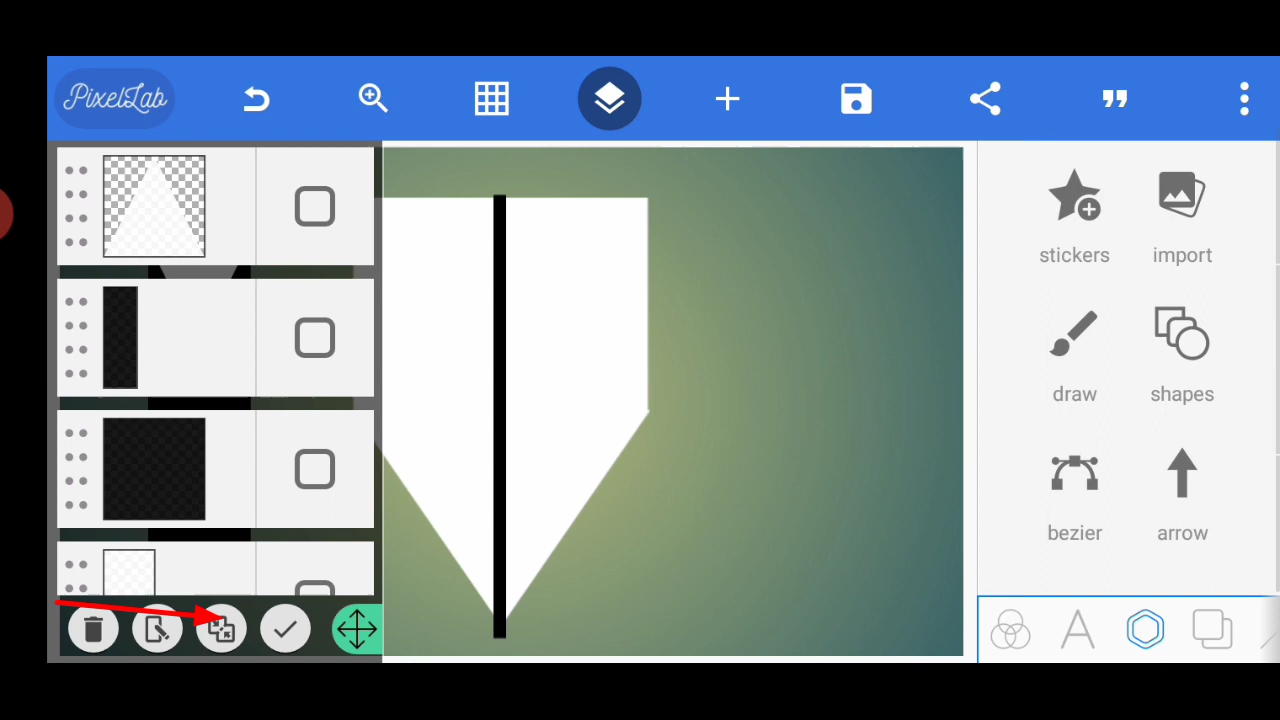 PixelLab
stickers
import
draw
shapes
bezier
arrow